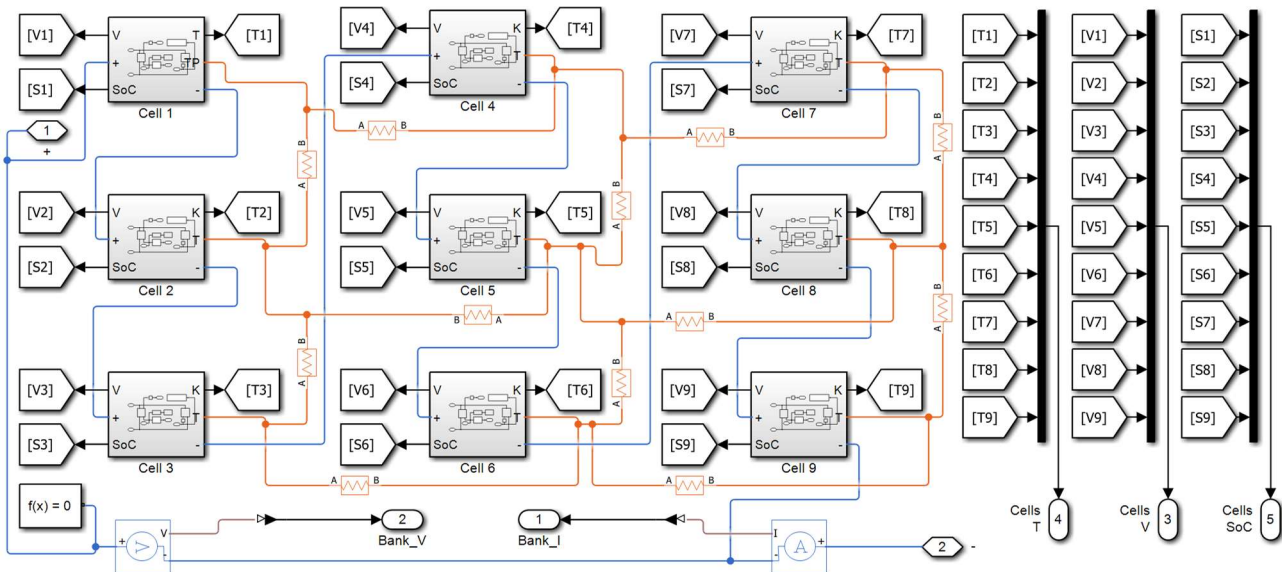 [V1] V T [T1]
+ TP
[S1] SoC -
Cell 1
1
+
[V4] V K [T4]
+ T
[S4] SoC -
Cell 4
[V7] V K [T7]
+ T
[S7] SoC -
Cell 7
A B
A B
B
A
B
A
B
A
[V2] V K [T2]
+ T
[S2] SoC -
Cell 2
[V5] V K [T5]
+ T
[S5] SoC -
Cell 5
[V8] V K [T8]
+ T
[S8] SoC -
Cell 8
B A
A B
B
A
B
A
B
A
[V3] V K [T3]
+ T
[S3] SoC -
Cell 3
[V6] V K [T6]
+ T
[S6] SoC -
Cell 6
[V9] V K [T9]
+ T
[S9] SoC -
Cell 9
A B
A B
f(x) = 0
+ V V
-
2
Bank_V
1
Bank_I
I
- A +
2 -
[T1]
[T2]
[T3]
[T4]
[T5]
[T6]
[T7]
[T8]
[T9]
Cells
T
4
[V1]
[V2]
[V3]
[V4]
[V5]
[V6]
[V7]
[V8]
[V9]
Cells
V
3
[S1]
[S2]
[S3]
[S4]
[S5]
[S6]
[S7]
[S8]
[S9]
Cells
SoC
5